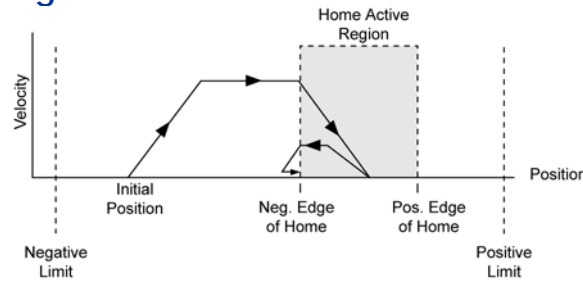 Home Active
Region
Velocity
Position
Initial
Position
Neg. Edge
of Home
Pos. Edge
of Home
Negative
Limit
Positive
Limit